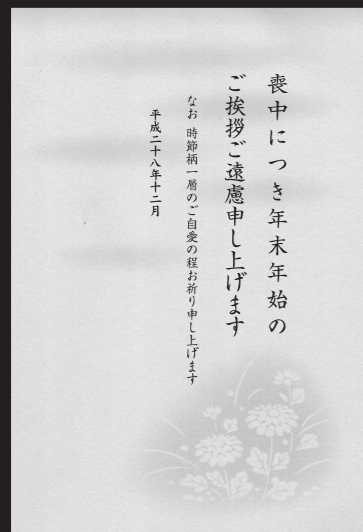 喪中につき年末年始の
ご挨拶ご遠慮申し上げます
なお 時節柄一層のご自愛の程お祈り申し上げます
平成二十八年十二月